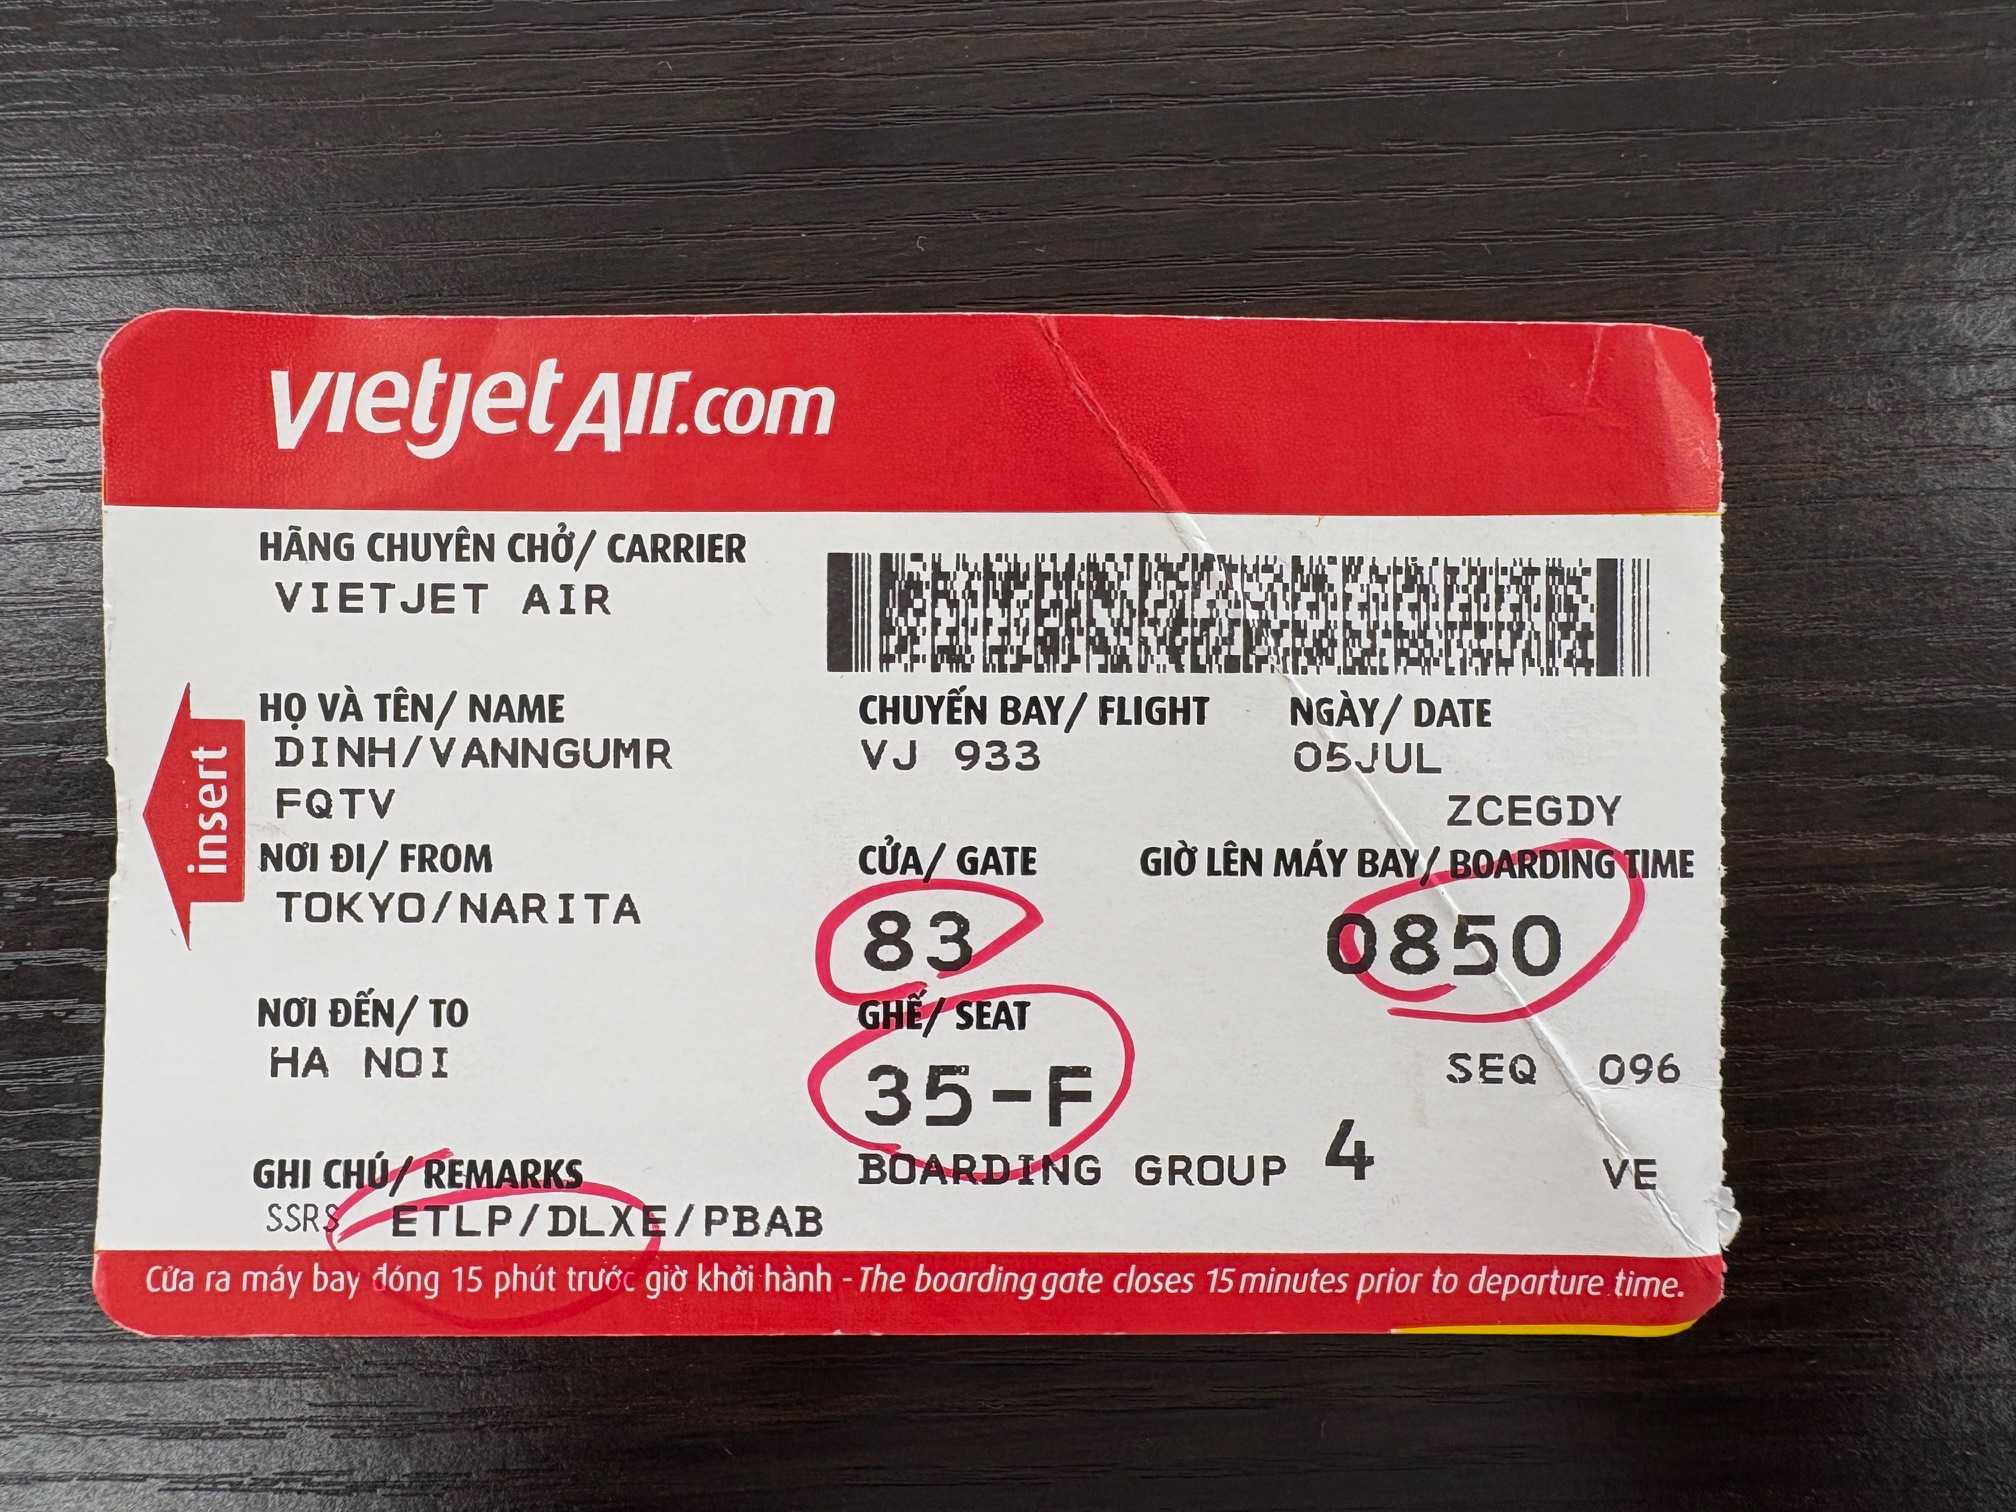 vietjetAir.com
HÃNG CHUYÊN CHỞ/ CARRIER
VIETJET AIR
HỌ VÀ TÊN/ NAME CHUYẾN BAY/ FLIGHT NGÀY/ DATE
DINH/VANNGUMR VJ 933 05JUL
FQTV ZCEGDY
NƠI ĐI/ FROM CỬA/ GATE GIỜ LÊN MÁY BAY/ BOARDING TIME
TOKYO/NARITA 83 0850
NƠI ĐẾN/ TO GHẾ/ SEAT
HA NOI 35-F SEQ 096
GHI CHÚ/ REMARKS BOARDING GROUP 4 VE
SSRS ETLP/DLXE/PBAB
Cửa ra máy bay đóng 15 phút trước giờ khởi hành - The boarding gate closes 15 minutes prior to departure time.
insert